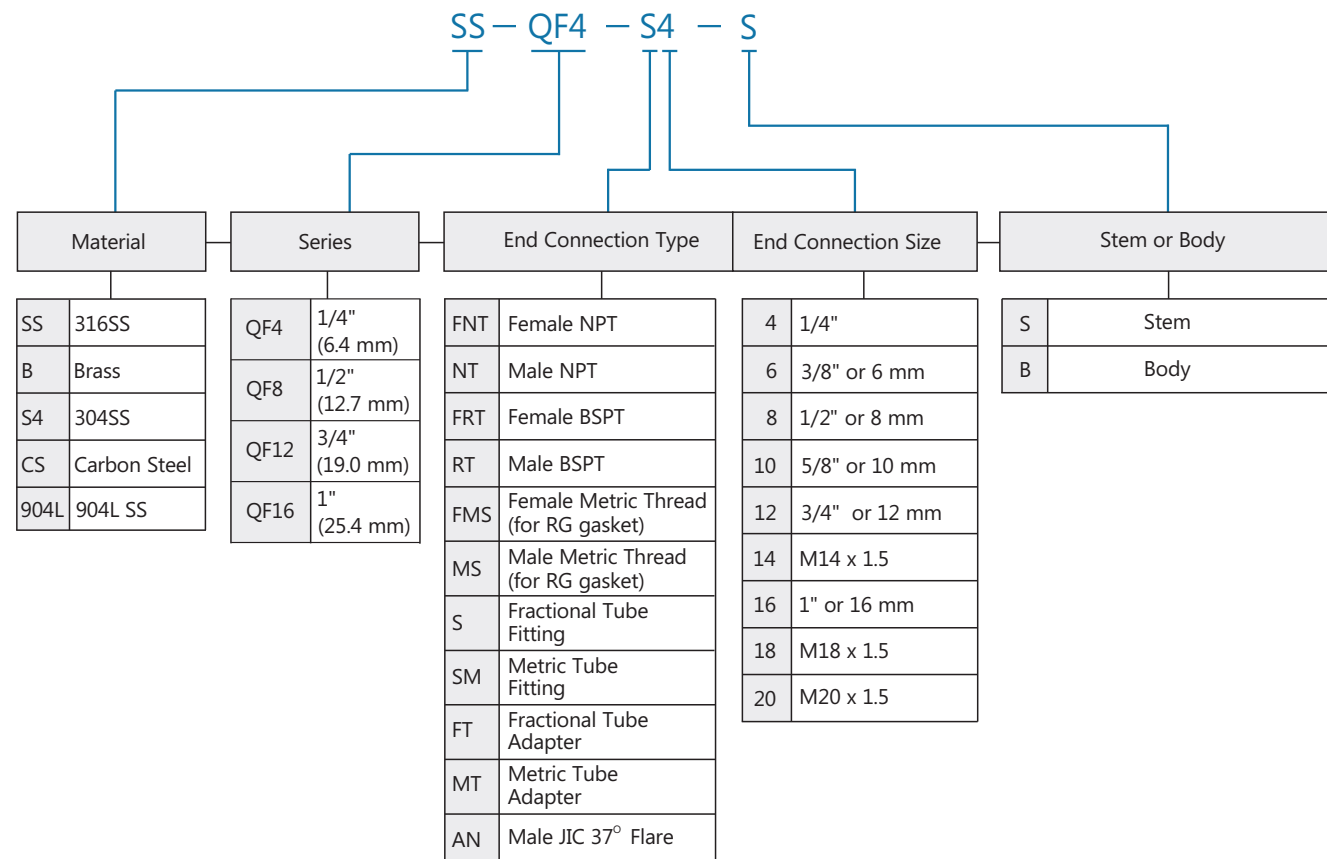 SS — QF4 — S4 — S
Material
Series
End Connection Type
End Connection Size
Stem or Body
SS 316SS
B Brass
S4 304SS
CS Carbon Steel
904L 904L SS
QF4 1/4"
(6.4 mm)
QF8 1/2"
(12.7 mm)
QF12 3/4"
(19.0 mm)
QF16 1"
(25.4 mm)
FNT Female NPT
NT Male NPT
FRT Female BSPT
RT Male BSPT
FMS Female Metric Thread
(for RG gasket)
MS Male Metric Thread
(for RG gasket)
S Fractional Tube
Fitting
SM Metric Tube
Fitting
FT Fractional Tube
Adapter
MT Metric Tube
Adapter
AN Male JIC 37° Flare
4 1/4"
6 3/8" or 6 mm
8 1/2" or 8 mm
10 5/8" or 10 mm
12 3/4" or 12 mm
14 M14 x 1.5
16 1" or 16 mm
18 M18 x 1.5
20 M20 x 1.5
S Stem
B Body